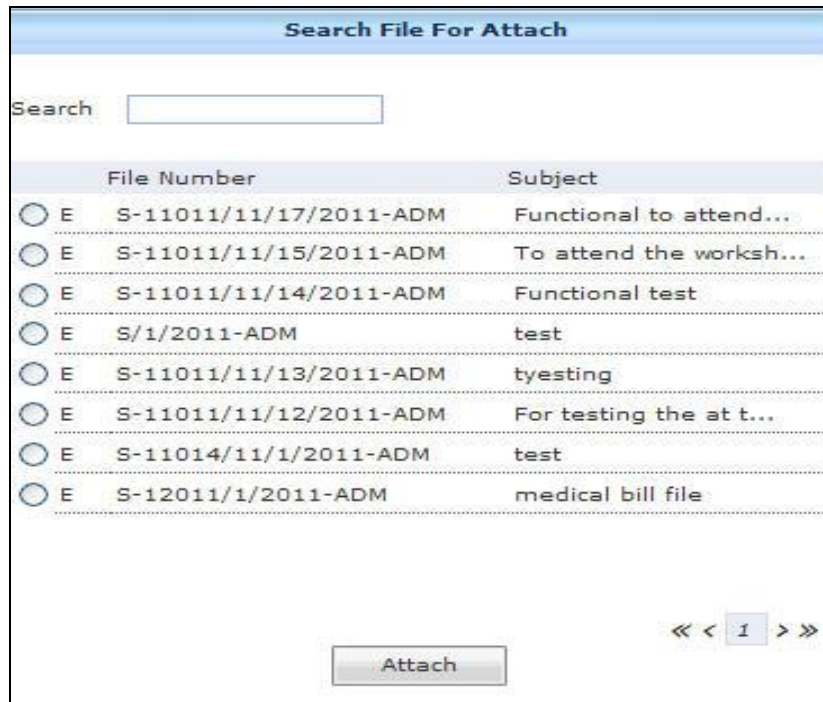 Search File For Attach
Search
File Number Subject
E S-11011/11/17/2011-ADM Functional to attend...
E S-11011/11/15/2011-ADM To attend the worksh...
E S-11011/11/14/2011-ADM Functional test
E S/1/2011-ADM test
E S-11011/11/13/2011-ADM tyesting
E S-11011/11/12/2011-ADM For testing the at t...
E S-11014/11/1/2011-ADM test
E S-12011/1/2011-ADM medical bill file
« < 1 > »
Attach